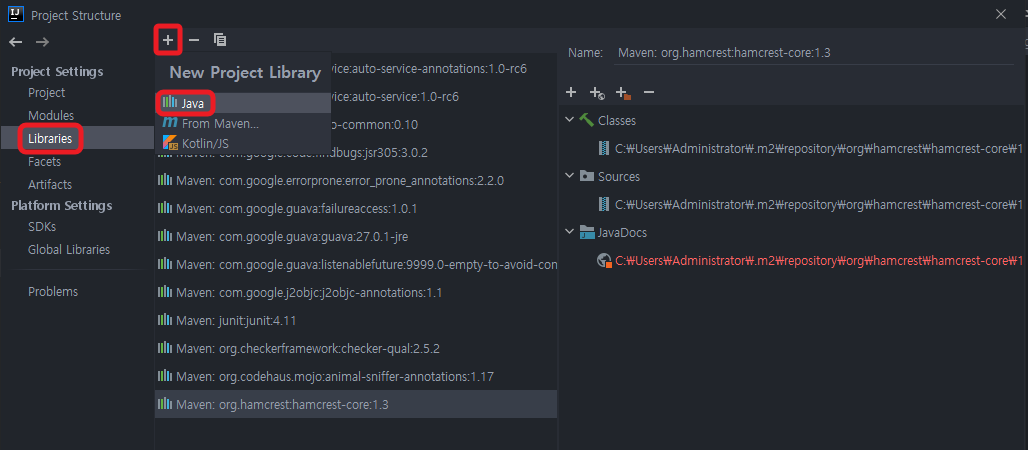 Project Structure
Project Settings
Project
Modules
Libraries
Facets
Artifacts
Platform Settings
SDKs
Global Libraries
Problems
New Project Library
Java
From Maven...
Kotlin/JS
vice:auto-service-annotations:1.0-rc6
vice:auto-service:1.0-rc6
o-common:0.10
Maven: com.google.code.findbugs:jsr305:3.0.2
Maven: com.google.errorprone:error_prone_annotations:2.2.0
Maven: com.google.guava:failureaccess:1.0.1
Maven: com.google.guava:guava:27.0.1-jre
Maven: com.google.guava:listenablefuture:9999.0-empty-to-avoid-con
Maven: com.google.j2objc:j2objc-annotations:1.1
Maven: junit:junit:4.11
Maven: org.checkerframework:checker-qual:2.5.2
Maven: org.codehaus.mojo:animal-sniffer-annotations:1.17
Maven: org.hamcrest:hamcrest-core:1.3
Name: Maven: org.hamcrest:hamcrest-core:1.3
Classes
C:₩Users₩Administrator₩.m2₩repository₩org₩hamcrest₩hamcrest-core₩1
Sources
C:₩Users₩Administrator₩.m2₩repository₩org₩hamcrest₩hamcrest-core₩1
JavaDocs
C:₩Users₩Administrator₩.m2₩repository₩org₩hamcrest₩hamcrest-core₩1